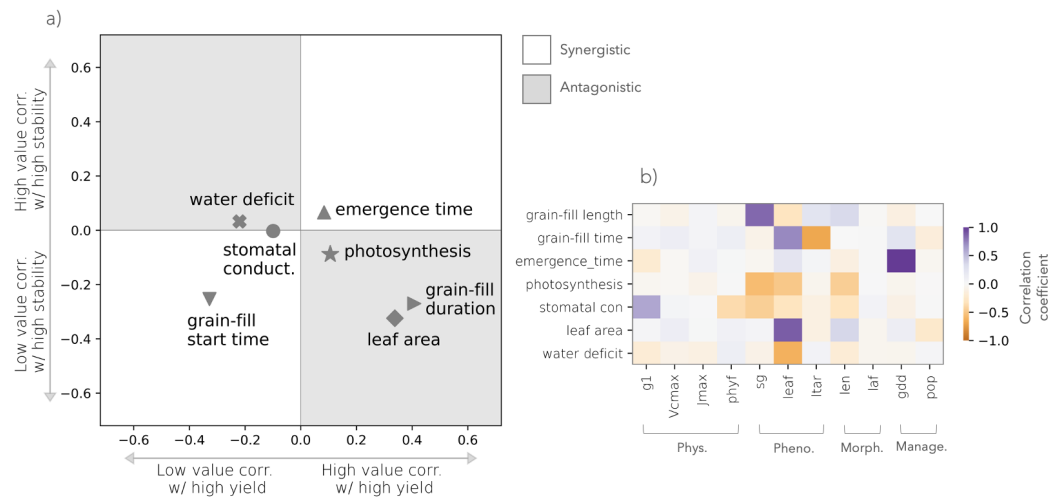 a)
High value corr.
w/ high stability
Low value corr.
w/ high stability
0.6
0.4
0.2
0.0
−0.2
−0.4
−0.6
water deficit
emergence time
stomatal
conduct.
photosynthesis
grain-fill
start time
grain-fill
duration
leaf area
−0.6
−0.4
−0.2
0.0
0.2
0.4
0.6
Low value corr.
w/ high yield
High value corr.
w/ high yield
Synergistic
Antagonistic
b)
grain-fill length
grain-fill time
emergence_time
photosynthesis
stomatal con
leaf area
water deficit
g1
Vcmax
Jmax
phyf
sg
leaf
ltar
len
laf
gdd
pop
Phys.
Pheno.
Morph.
Manage.
1.0
0.5
0.0
−0.5
−1.0
Correlation
coefficient